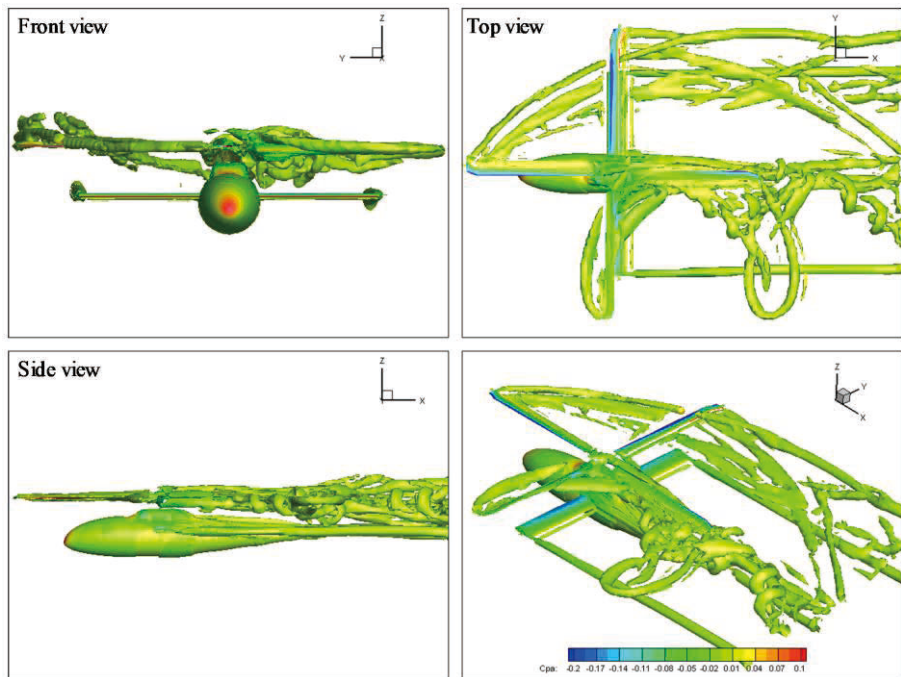 Front view
Z
Y
X
Top view
Y
X
Side view
Z
X
Z
Y
X
Cpa: -0.2 -0.17 -0.14 -0.11 -0.08 -0.05 -0.02 0.01 0.04 0.07 0.1